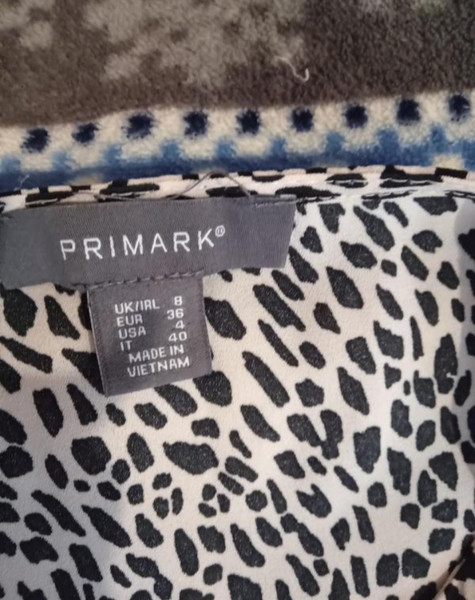 PRIMARK®
UK/IRL 8
EUR 36
USA 4
IT 40
MADE IN
VIETNAM